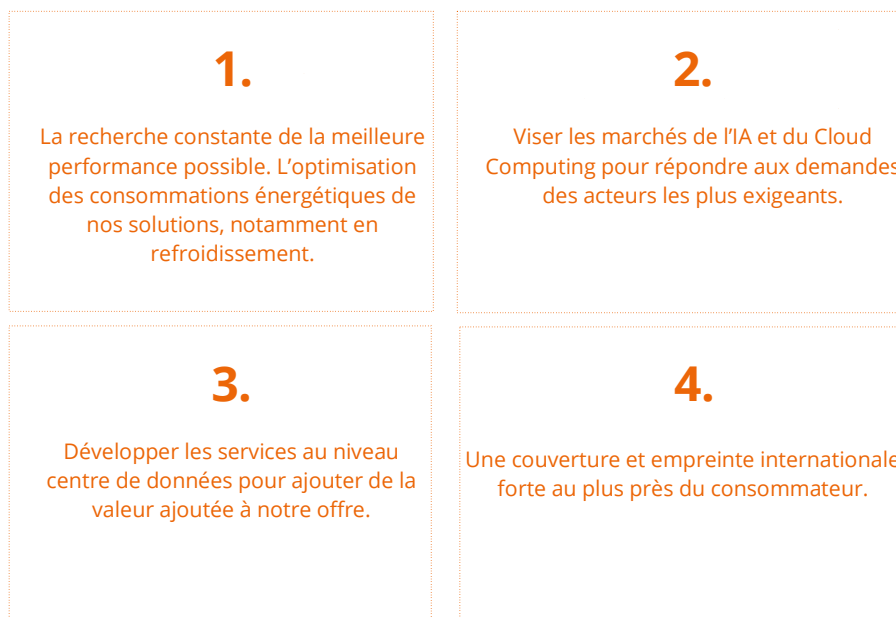 1.
La recherche constante de la meilleure
performance possible. L’optimisation
des consommations énergétiques de
nos solutions, notamment en
refroidissement.
2.
Viser les marchés de l’IA et du Cloud
Computing pour répondre aux demandes
des acteurs les plus exigeants.
3.
Développer les services au niveau
centre de données pour ajouter de la
valeur ajoutée à notre offre.
4.
Une couverture et empreinte internationale
forte au plus près du consommateur.